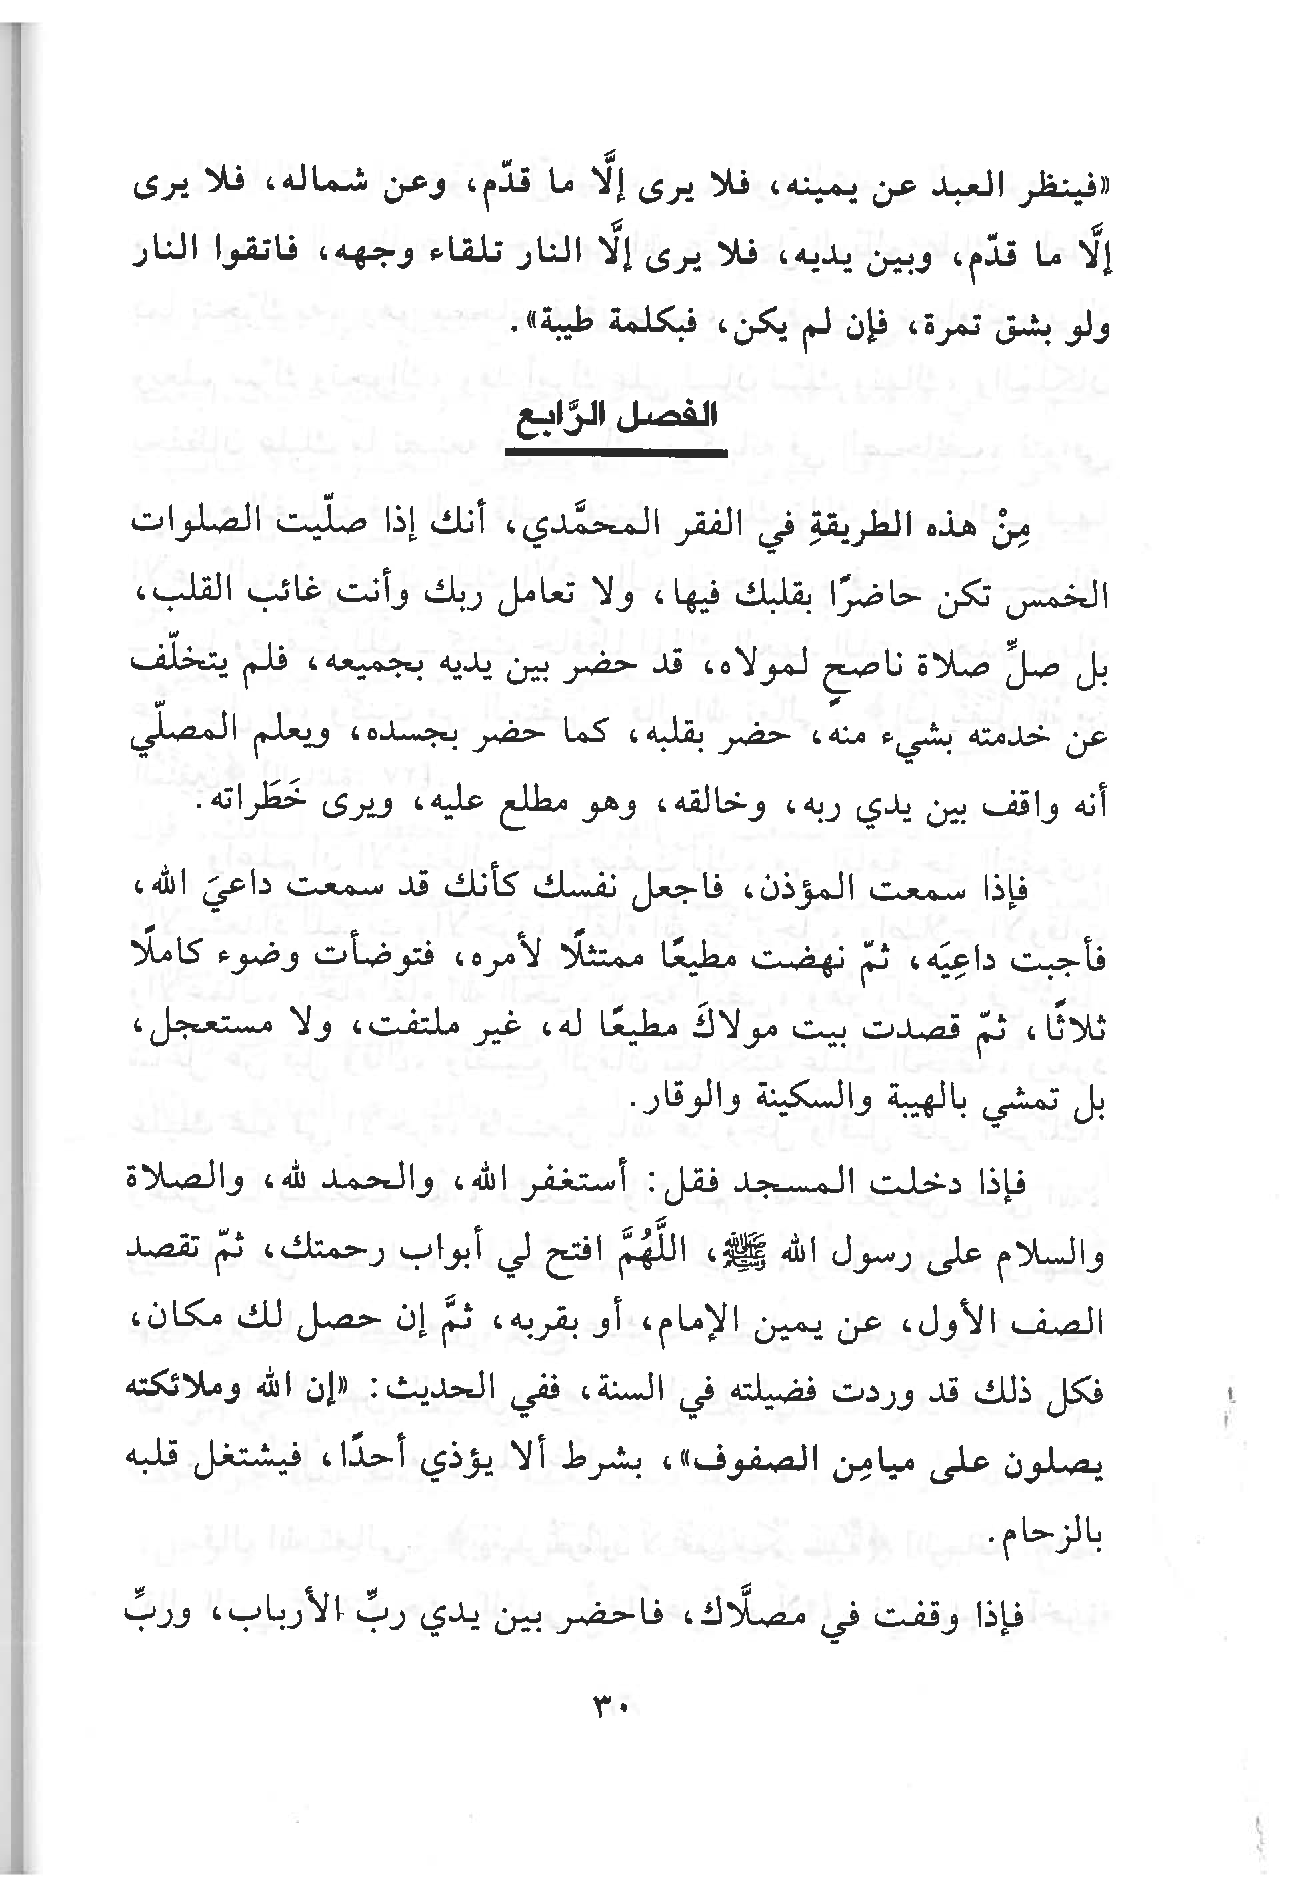 «فينظر العبد عن يمينه، فلا يرى إلَّا ما قدّم، وعن شماله، فلا يرى
إلَّا ما قدّم، وبين يديه، فلا يرى إلَّا النار تلقاء وجهه، فاتقوا النار
ولو بشق تمرة، فإن لم يكن، فبكلمة طيبة».
الفصل الرَّابع
مِنْ هذه الطريقةِ في الفقر المحمَّدي، أنك إذا صلّيت الصلوات
الخمس تكن حاضرًا بقلبك فيها، ولا تعامل ربك وأنت غائب القلب،
بل صلِّ صلاة ناصحٍ لمولاه، قد حضر بين يديه بجميعه، فلم يتخلّف
عن خدمته بشيء منه، حضر بقلبه، كما حضر بجسده، ويعلم المصلّي
أنه واقف بين يدي ربه، وخالقه، وهو مطلع عليه، ويرى خَطَراته.
فإذا سمعت المؤذن، فاجعل نفسك كأنك قد سمعت داعيَ الله،
فأجبت داعِيَه، ثمّ نهضت مطيعًا ممتثلًا لأمره، فتوضأت وضوء كاملًا
ثلاثًا، ثمّ قصدت بيت مولاكَ مطيعًا له، غير ملتفت، ولا مستعجل،
بل تمشي بالهيبة والسكينة والوقار.
فإذا دخلت المسجد فقل: أستغفر الله، والحمد لله، والصلاة
والسلام على رسول الله ﷺ، اللَّهُمَّ افتح لي أبواب رحمتك، ثمّ تقصد
الصف الأول، عن يمين الإمام، أو بقربه، ثمَّ إن حصل لك مكان،
فكل ذلك قد وردت فضيلته في السنة، ففي الحديث: «إن الله وملائكته
يصلون على ميامِن الصفوف»، بشرط ألا يؤذي أحدًا، فيشتغل قلبه
بالزحام.
فإذا وقفت في مصلَّاك، فاحضر بين يدي ربِّ الأرباب، وربِّ
٣٠